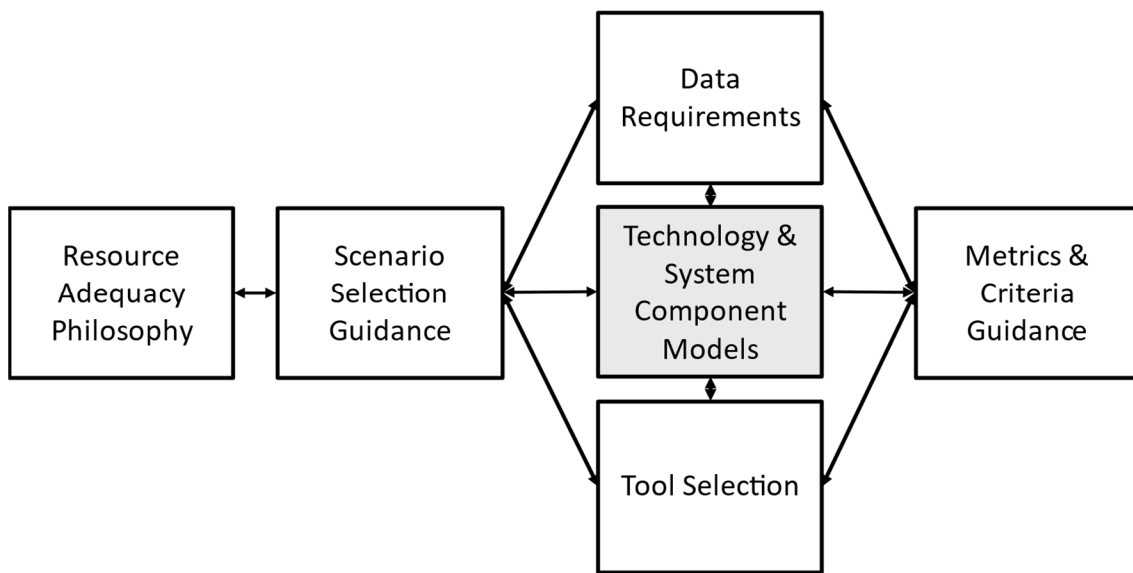 Resource
Adequacy
Philosophy
Scenario
Selection
Guidance
Data
Requirements
Technology &
System
Component
Models
Tool Selection
Metrics &
Criteria
Guidance